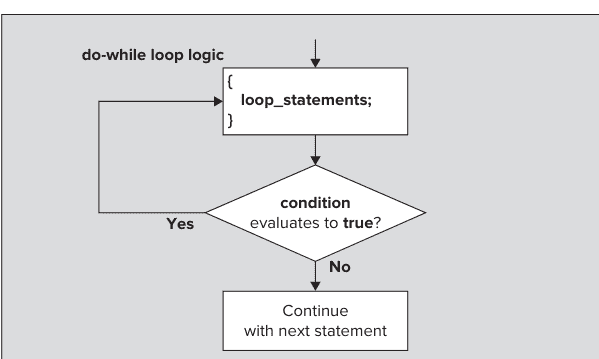 do-while loop logic
{
loop_statements;
}
condition
evaluates to true?
Yes
No
Continue
with next statement